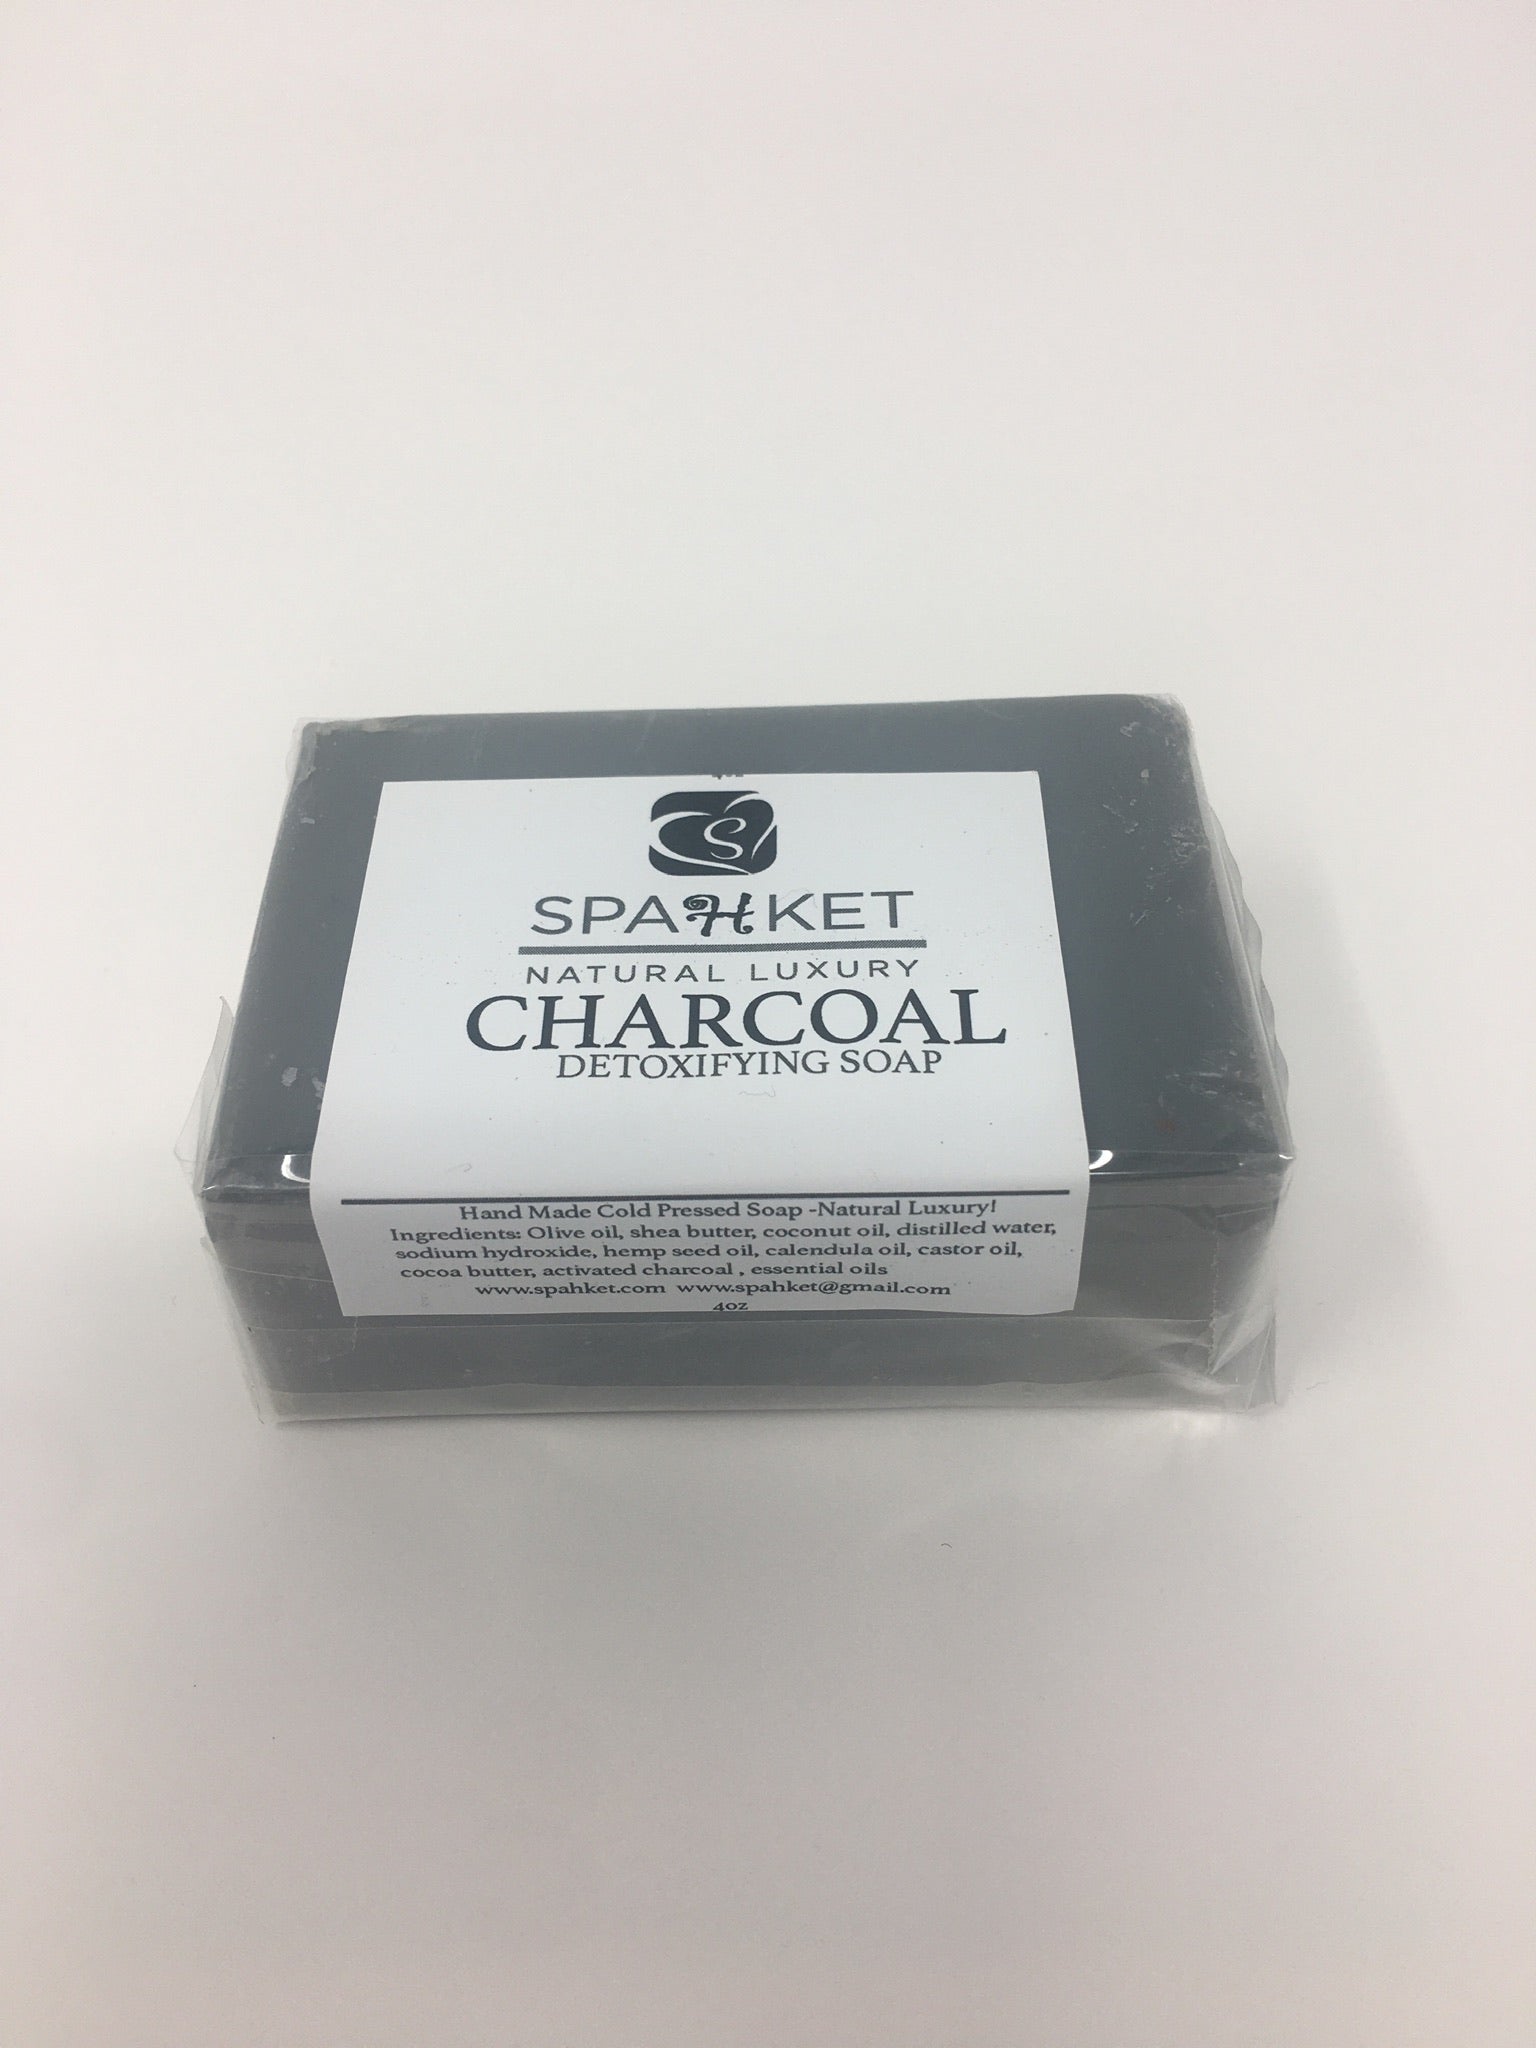 S
SPAHKET
NATURAL LUXURY
CHARCOAL
DETOXIFYING SOAP
Hand Made Cold Pressed Soap -Natural Luxury!
Ingredients: Olive oil, shea butter, coconut oil, distilled water,
sodium hydroxide, hemp seed oil, calendula oil, castor oil,
cocoa butter, activated charcoal , essential oils
www.spahket.com www.spahket@gmail.com
4oz